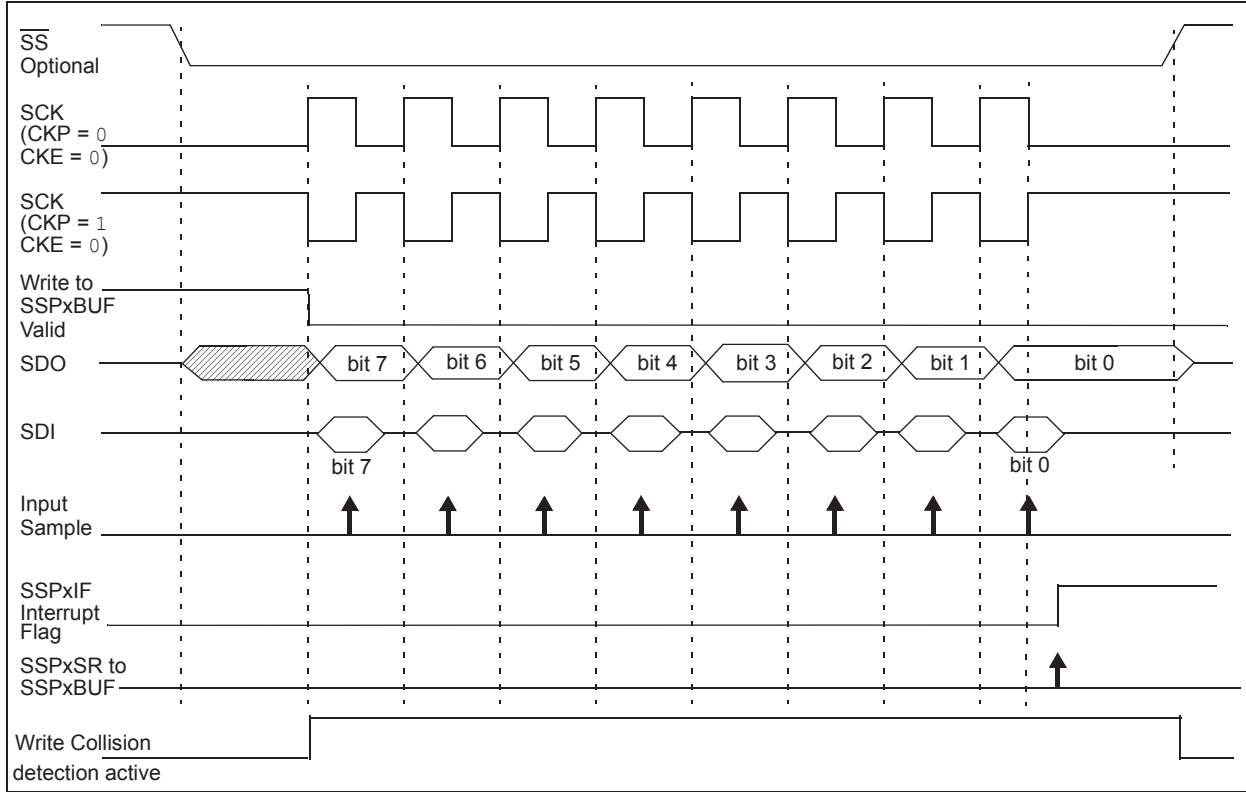 SS
Optional
SCK
(CKP = 0
CKE = 0)
SCK
(CKP = 1
CKE = 0)
Write to
SSPxBUF
Valid
SDO
bit 7 bit 6 bit 5 bit 4 bit 3 bit 2 bit 1 bit 0
SDI
bit 7 bit 0
Input
Sample
SSPxIF
Interrupt
Flag
SSPxSR to
SSPxBUF
Write Collision
detection active